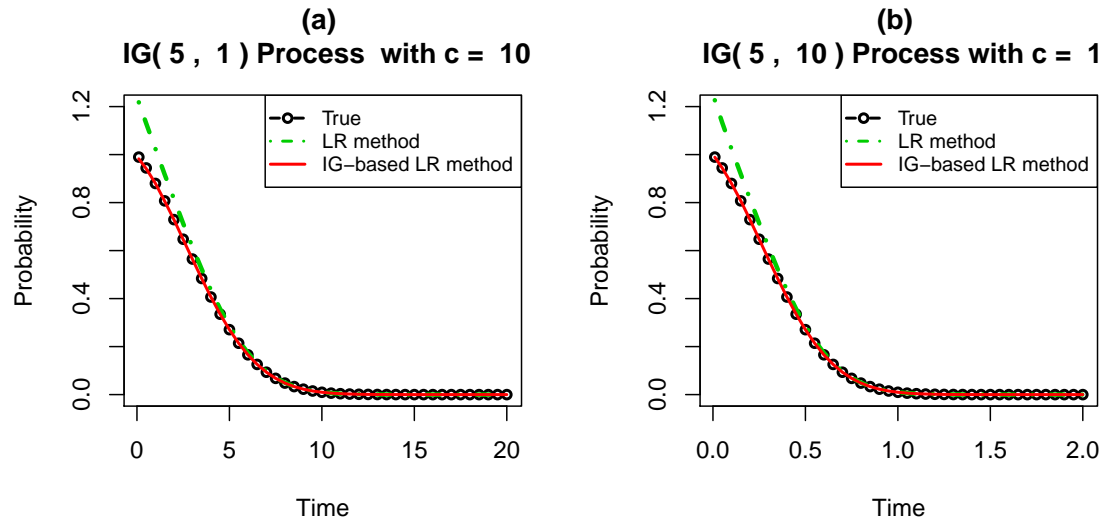 (a)
IG( 5 , 1 ) Process with c = 10
True
LR method
IG−based LR method
Probability
1.2
0.8
0.4
0.0
0 5 10 15 20
Time
(b)
IG( 5 , 10 ) Process with c = 1
True
LR method
IG−based LR method
Probability
1.2
0.8
0.4
0.0
0.0 0.5 1.0 1.5 2.0
Time